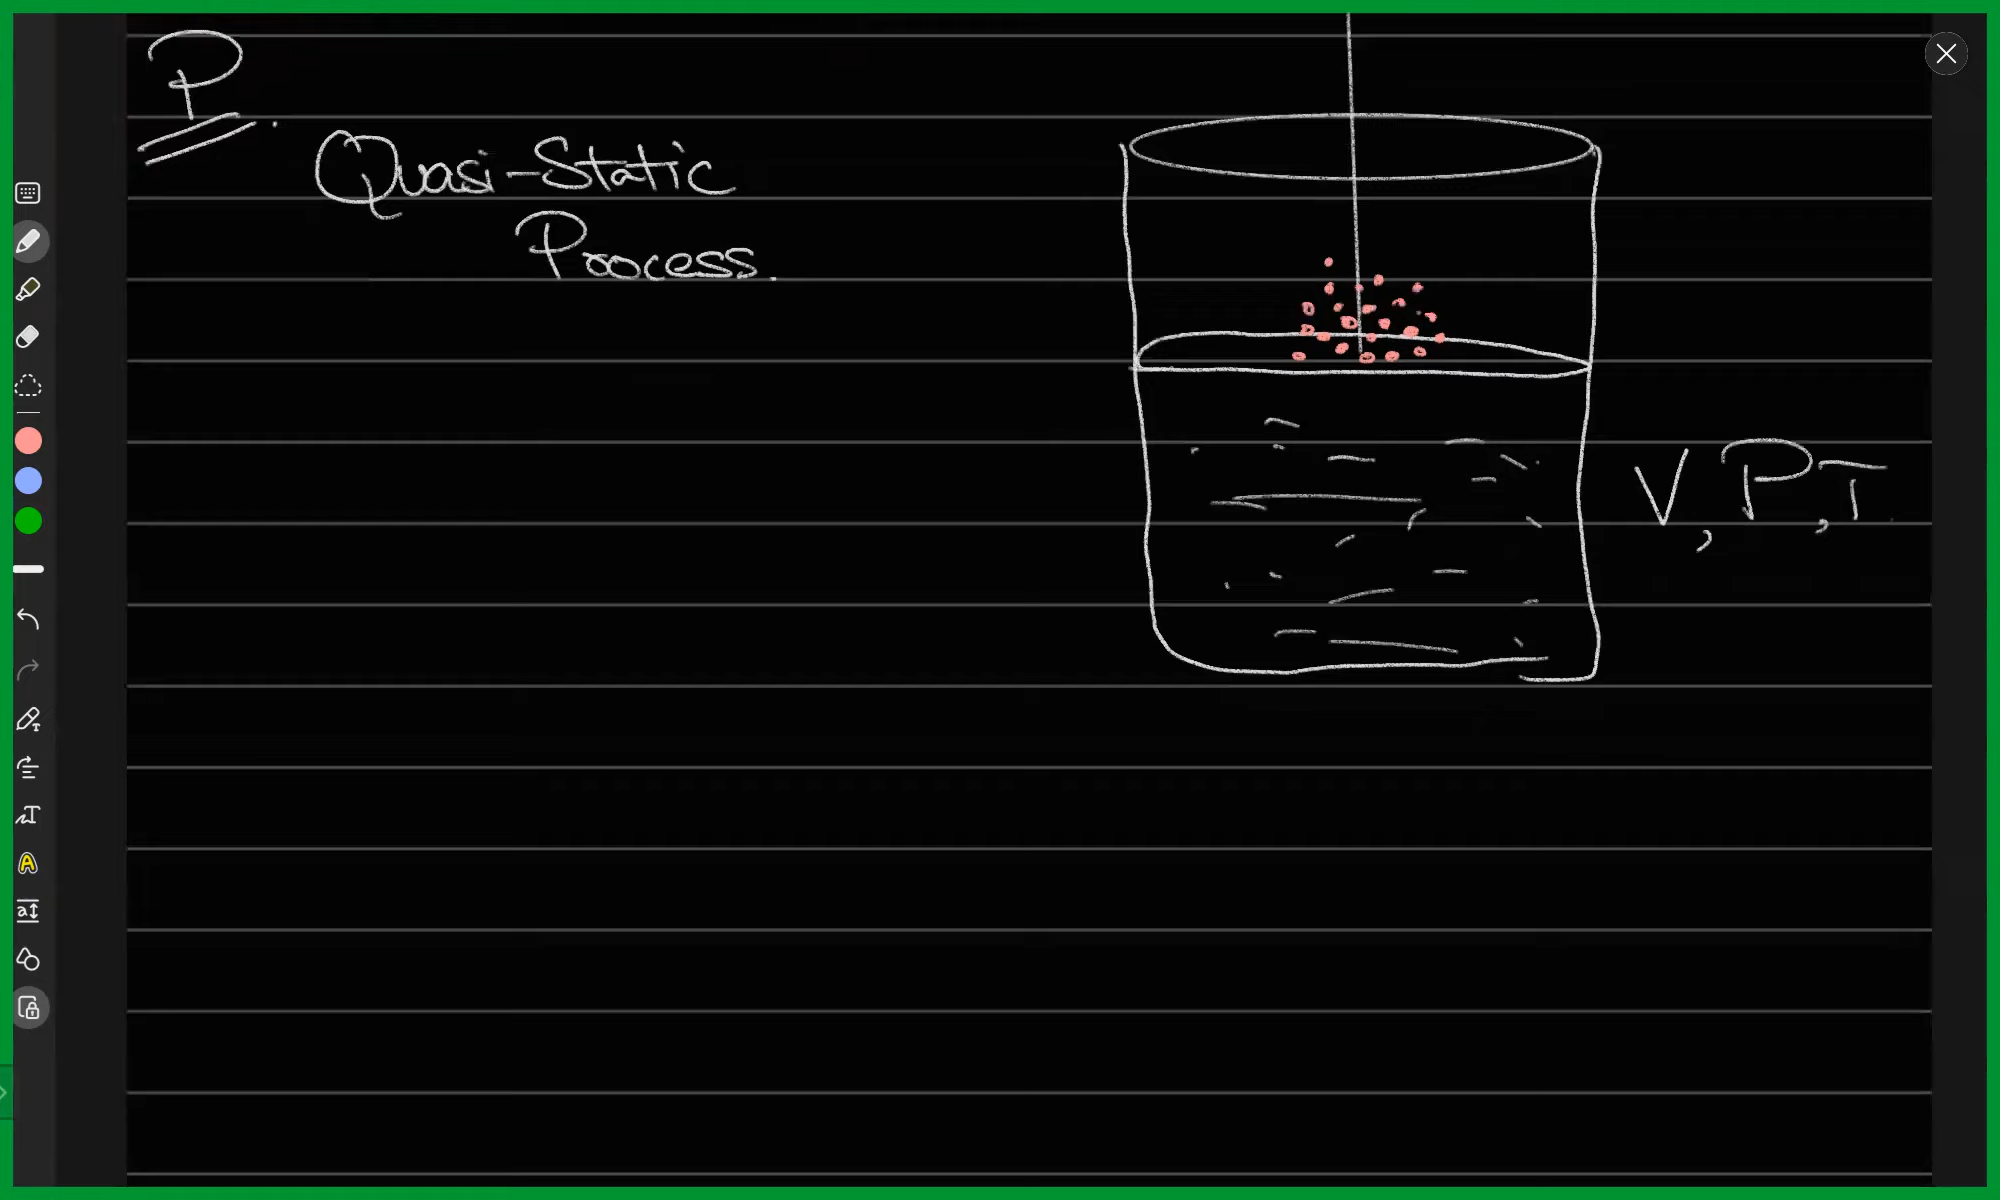 P.
Quasi-Static
Process.
V, P, T